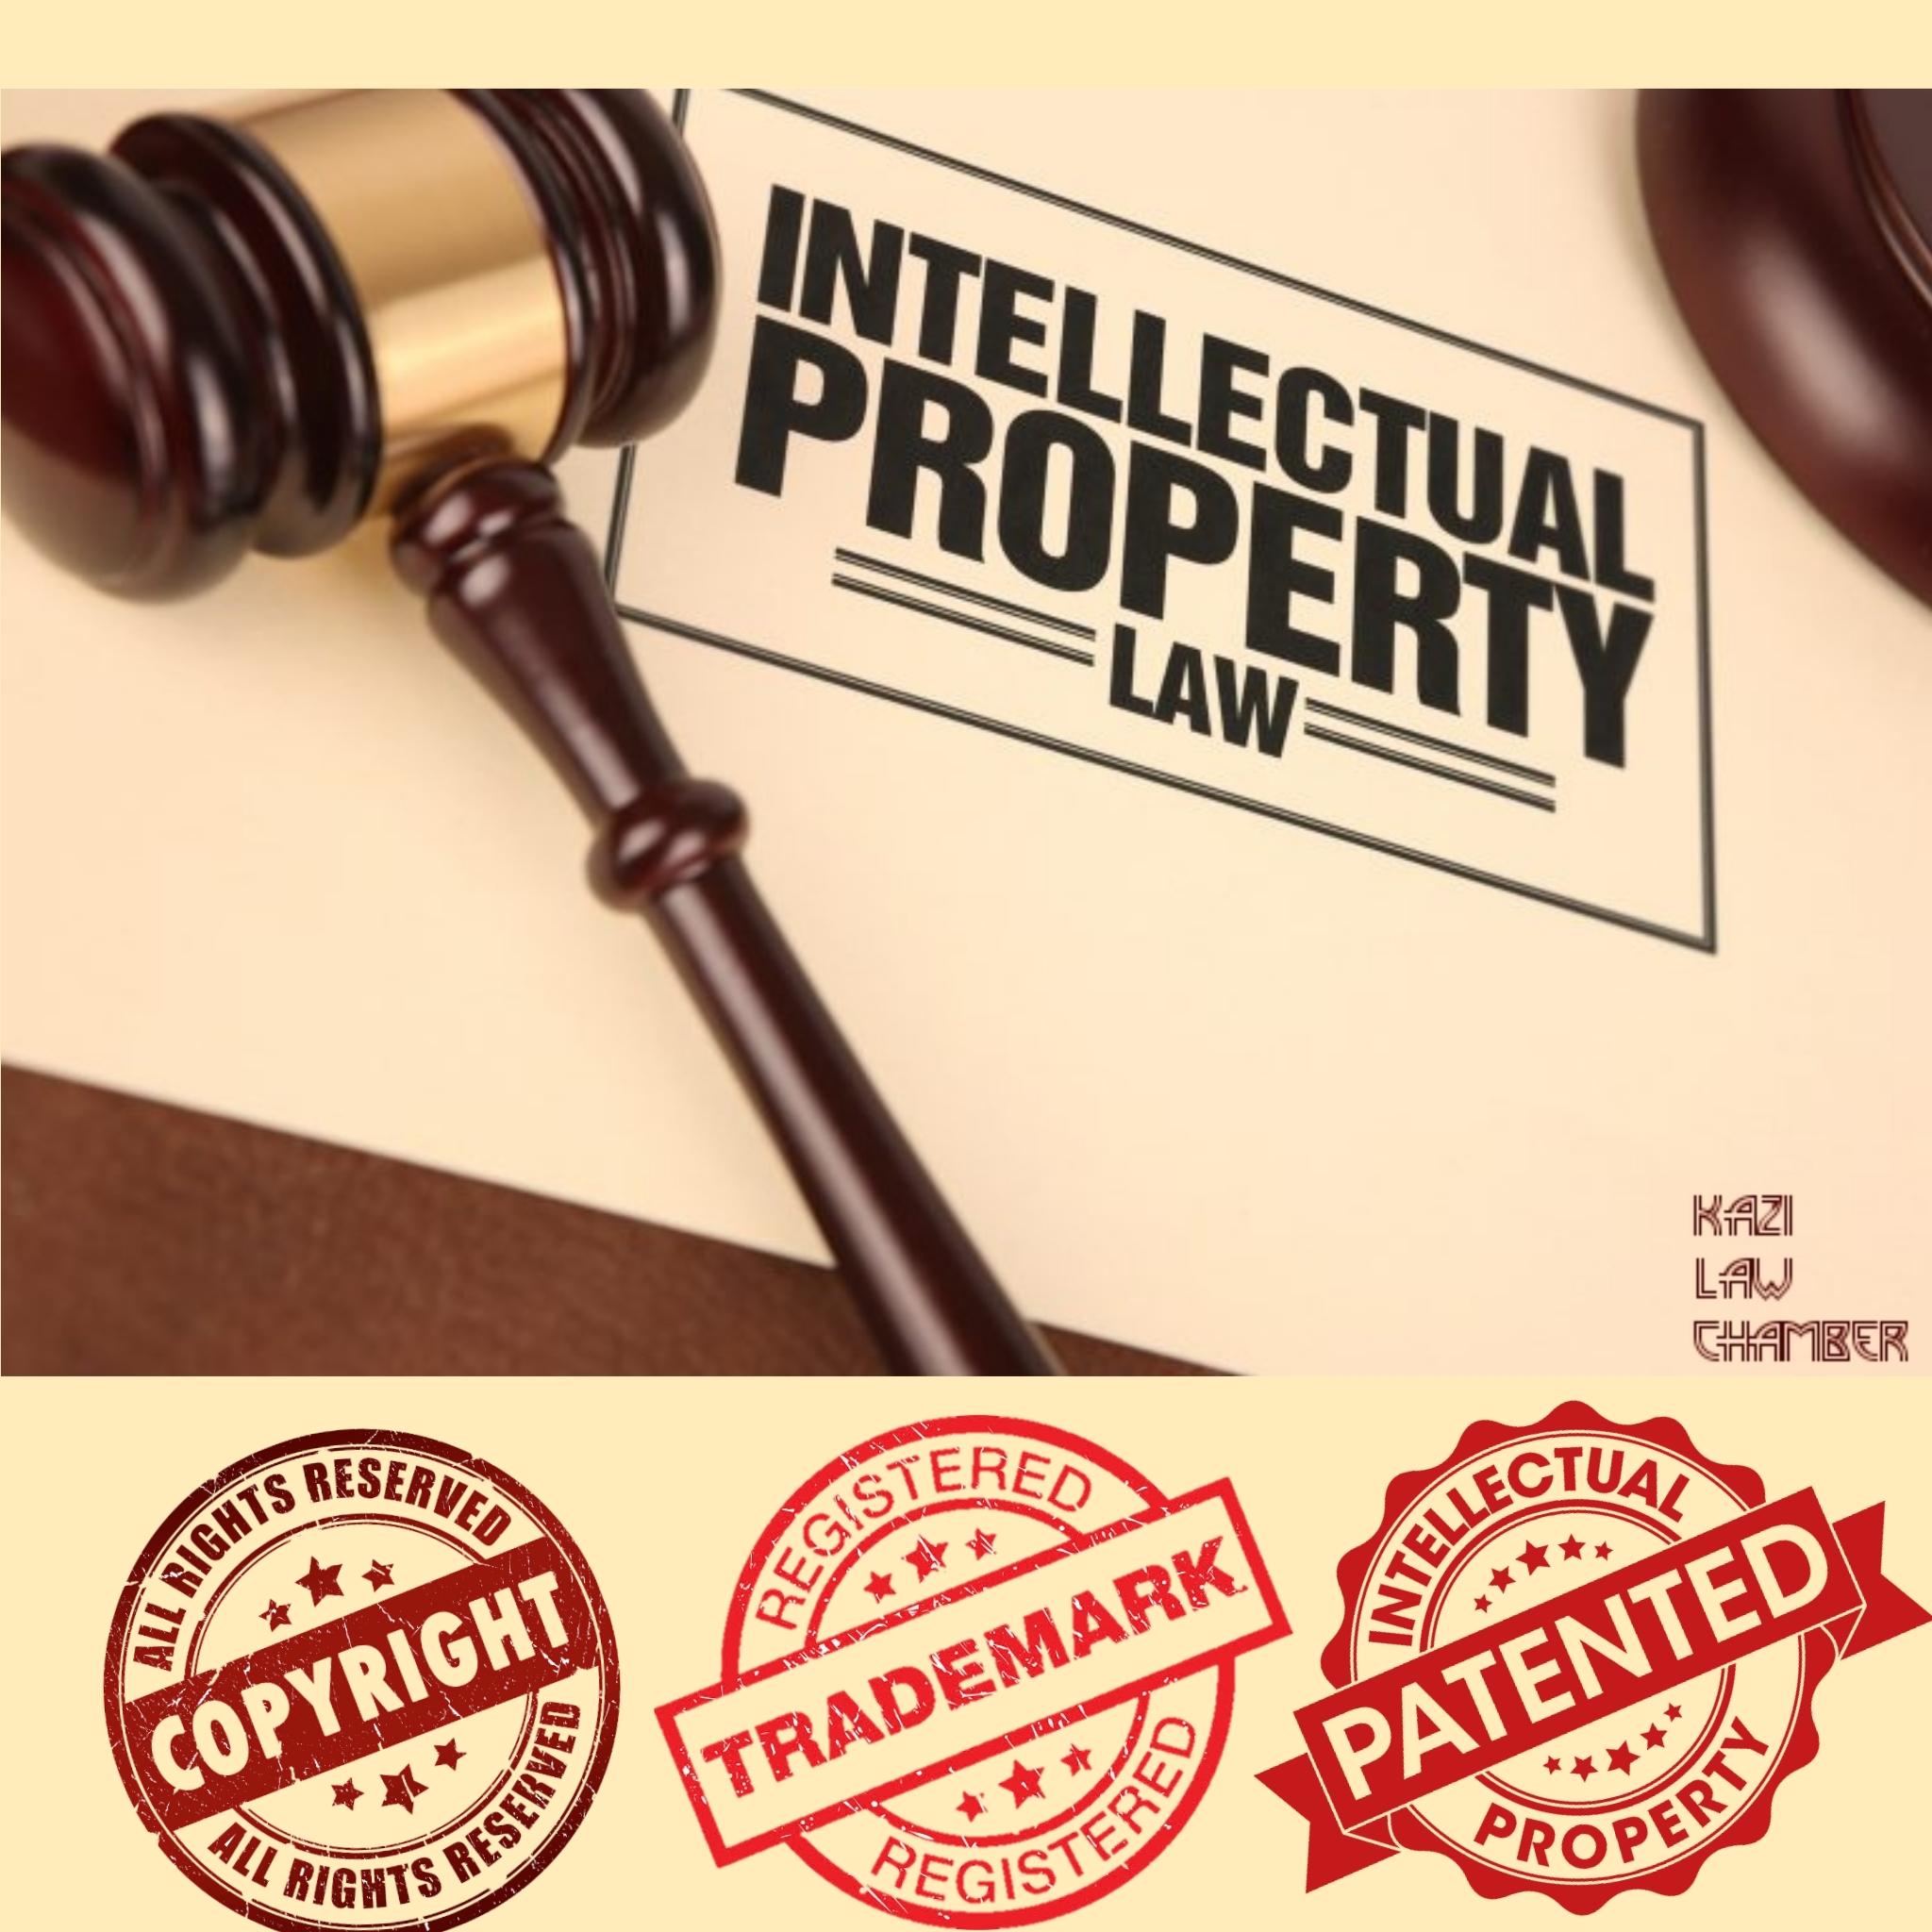 INTELLECTUAL
PROPERTY
LAW
KAZI
LAW
CHAMBER
ALL RIGHTS RESERVED
COPYRIGHT
ALL RIGHTS RESERVED
REGISTERED
TRADEMARK
REGISTERED
INTELLECTUAL
PATENTED
PROPERTY